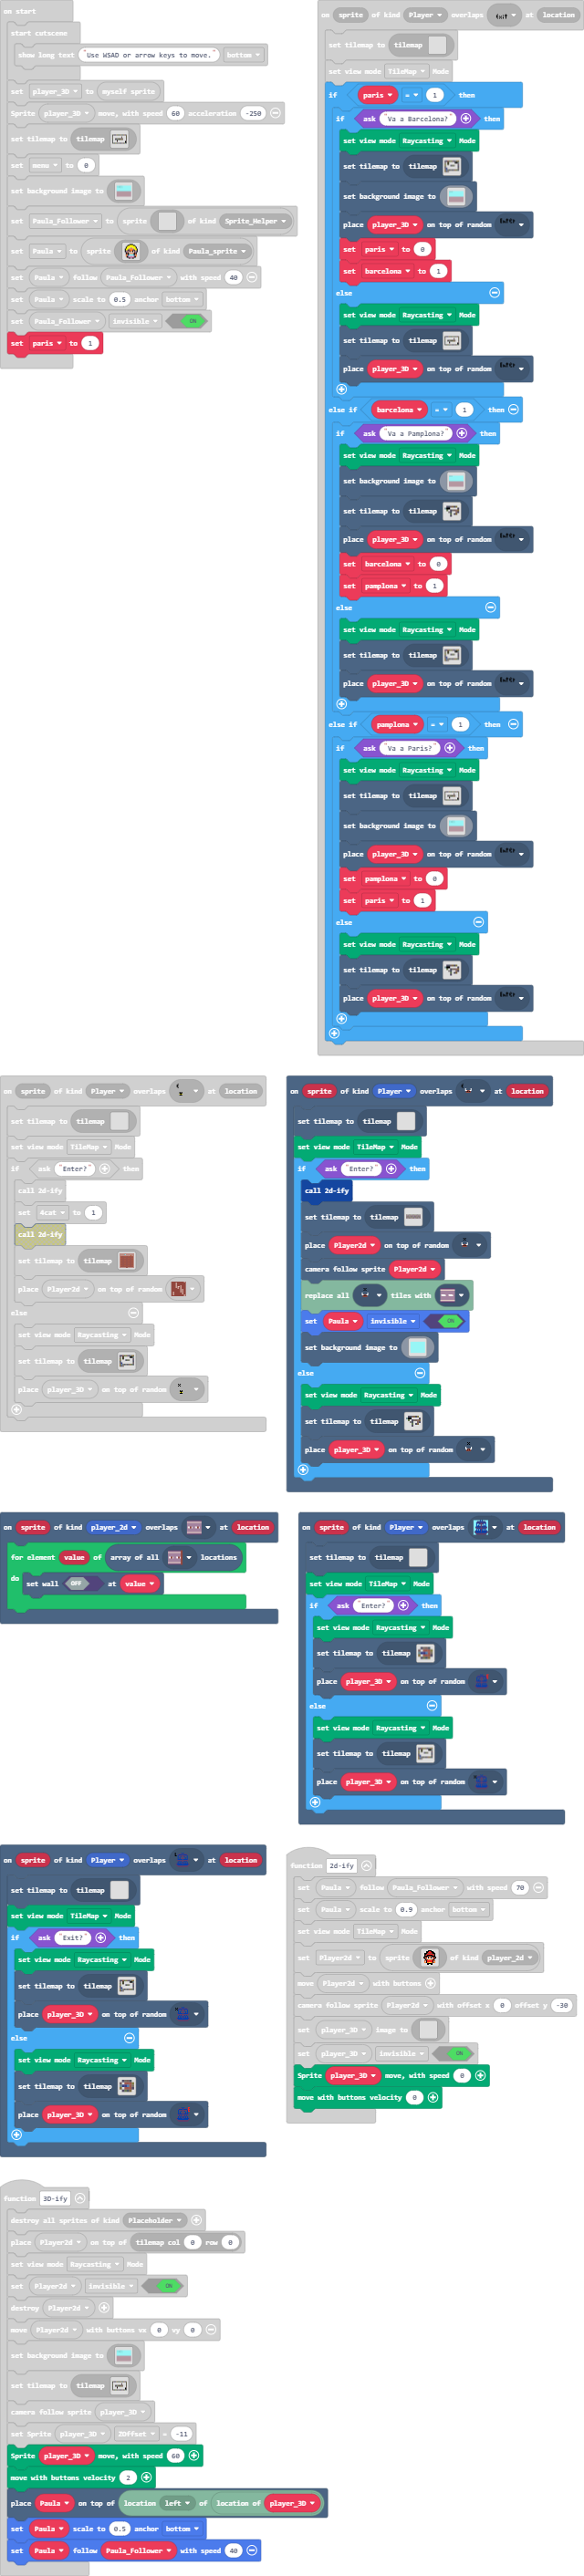 on start
start cutscene
show long text "Use WSAD or arrow keys to move." bottom
set player_3D to myself sprite
Sprite player_3D move, with speed 60 acceleration -250
set tilemap to tilemap
set menu to 0
set background image to
set Paula_Follower to sprite of kind Sprite_Helper
set Paula to sprite of kind Paula_sprite
set Paula follow Paula_Follower with speed 40
set Paula scale to 0.5 anchor bottom
set Paula_Follower invisible ON
set paris to 1
on sprite of kind Player overlaps at location
set tilemap to tilemap
set view mode TileMap Mode
if paris = 1 then
if ask "Va a Barcelona?" then
set view mode Raycasting Mode
set tilemap to tilemap
set background image to
place player_3D on top of random
set paris to 0
set barcelona to 1
else
set view mode Raycasting Mode
set tilemap to tilemap
place player_3D on top of random
else if barcelona = 1 then
if ask "Va a Pamplona?" then
set view mode Raycasting Mode
set background image to
set tilemap to tilemap
place player_3D on top of random
set barcelona to 0
set pamplona to 1
else
set view mode Raycasting Mode
set tilemap to tilemap
place player_3D on top of random
else if pamplona = 1 then
if ask "Va a Paris?" then
set view mode Raycasting Mode
set tilemap to tilemap
set background image to
place player_3D on top of random
set pamplona to 0
set paris to 1
else
set view mode Raycasting Mode
set tilemap to tilemap
place player_3D on top of random
on sprite of kind Player overlaps at location
set tilemap to tilemap
set view mode TileMap Mode
if ask "Enter?" then
call 2d-ify
set 4cat to 1
call 2d-ify
set tilemap to tilemap
place Player2d on top of random
else
set view mode Raycasting Mode
set tilemap to tilemap
place player_3D on top of random
on sprite of kind Player overlaps at location
set tilemap to tilemap
set view mode TileMap Mode
if ask "Enter?" then
call 2d-ify
set tilemap to tilemap
place Player2d on top of random
camera follow sprite Player2d
replace all tiles with
set Paula invisible ON
set background image to
else
set view mode Raycasting Mode
set tilemap to tilemap
place player_3D on top of random
on sprite of kind player_2d overlaps at location
for element value of array of all locations
do set wall OFF at value
on sprite of kind Player overlaps at location
set tilemap to tilemap
set view mode TileMap Mode
if ask "Enter?" then
set view mode Raycasting Mode
set tilemap to tilemap
place player_3D on top of random
else
set view mode Raycasting Mode
set tilemap to tilemap
place player_3D on top of random
on sprite of kind Player overlaps at location
set tilemap to tilemap
set view mode TileMap Mode
if ask "Exit?" then
set view mode Raycasting Mode
set tilemap to tilemap
place player_3D on top of random
else
set view mode Raycasting Mode
set tilemap to tilemap
place player_3D on top of random
function 2d-ify
set Paula follow Paula_Follower with speed 70
set Paula scale to 0.9 anchor bottom
set view mode TileMap Mode
set Player2d to sprite of kind player_2d
move Player2d with buttons
camera follow sprite Player2d with offset x 0 offset y -30
set player_3D image to
set player_3D invisible ON
Sprite player_3D move, with speed 0
move with buttons velocity 0
function 3D-ify
destroy all sprites of kind Placeholder
place Player2d on top of tilemap col 0 row 0
set view mode Raycasting Mode
set Player2d invisible ON
destroy Player2d
move Player2d with buttons vx 0 vy 0
set background image to
set tilemap to tilemap
camera follow sprite player_3D
set Sprite player_3D ZOffset = -11
Sprite player_3D move, with speed 60
move with buttons velocity 2
place Paula on top of location left of location of player_3D
set Paula scale to 0.5 anchor bottom
set Paula follow Paula_Follower with speed 40